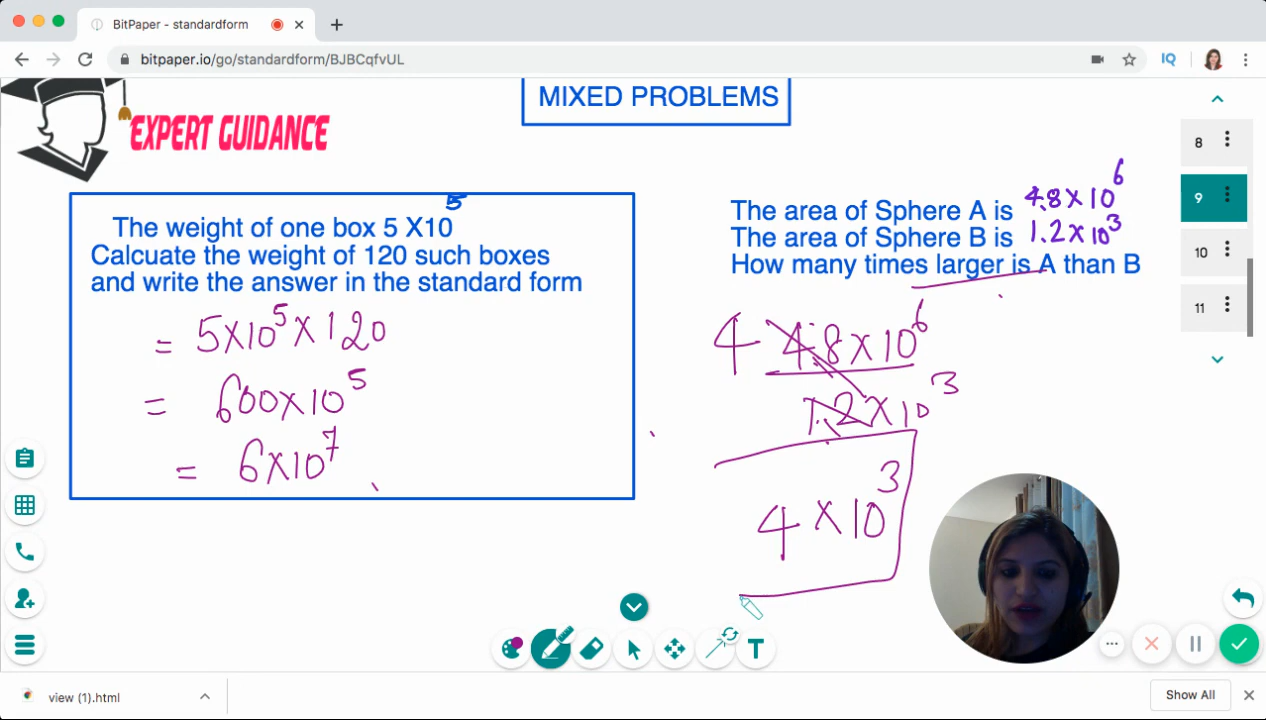 BitPaper - standardform
bitpaper.io/go/standardform/BJBCqfvUL
IQ
MIXED PROBLEMS
EXPERT GUIDANCE
The weight of one box 5 X10^5
Calcuate the weight of 120 such boxes
and write the answer in the standard form
= 5X10^5 X 120
= 600X10^5
= 6X10^7
The area of Sphere A is 4.8X10^6
The area of Sphere B is 1.2X10^3
How many times larger is A than B
4 4.8X10^6
1.2X10^3
4 X10^3
8
9
10
11
T
view (1).html
Show All